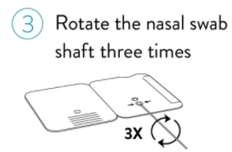 3 Rotate the nasal swab
shaft three times
3X